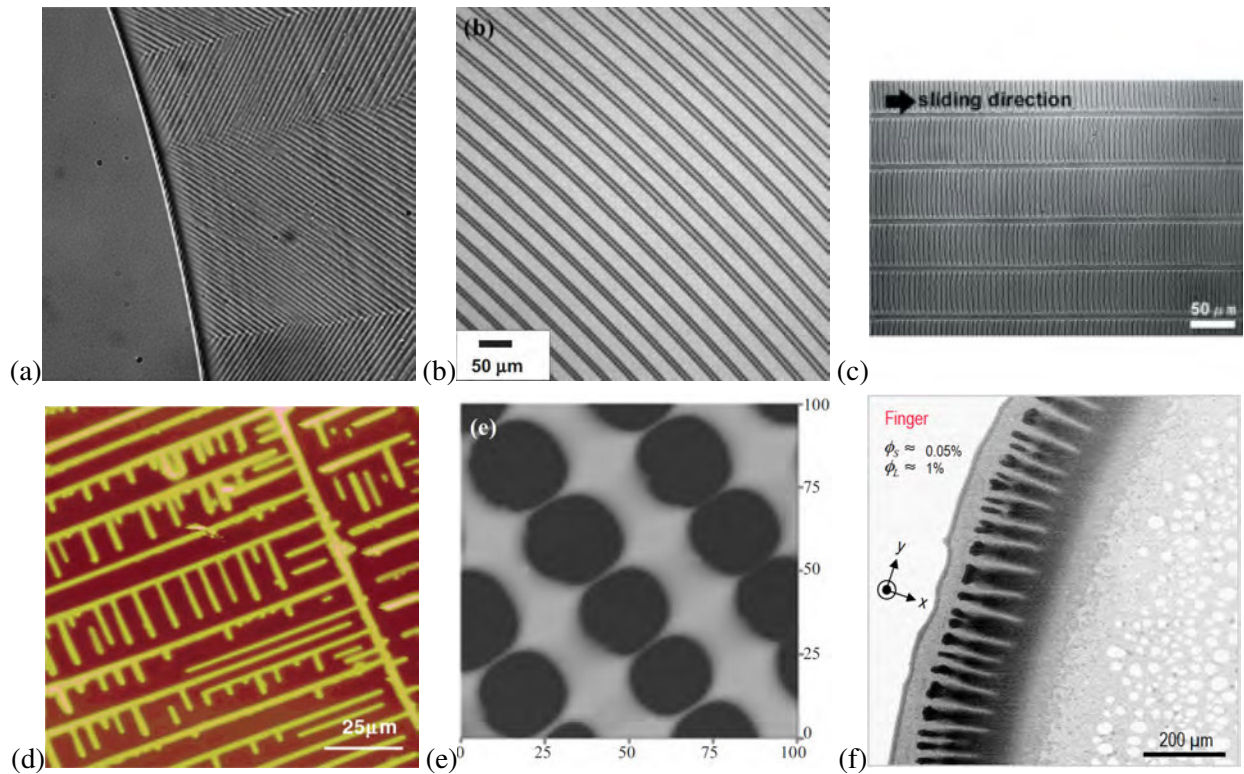 (b)
sliding direction
50 μm
50 μm
(a)
(b)
(c)
25μm
(e)
100
75
50
25
0
0
25
50
75
100
Finger
ϕS ≈ 0.05%
ϕL ≈ 1%
y
x
200 μm
(d)
(e)
(f)